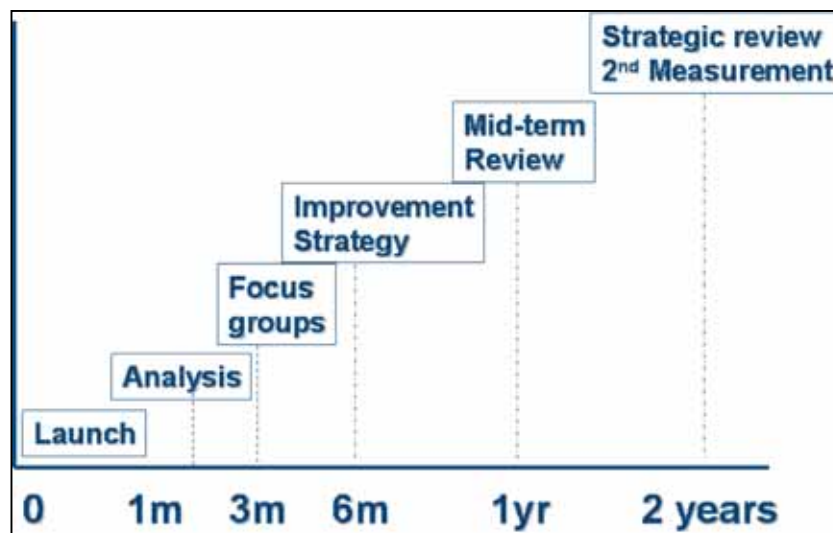 Strategic review
2nd Measurement
Mid-term
Review
Improvement
Strategy
Focus
groups
Analysis
Launch
0 1m 3m 6m 1yr 2 years